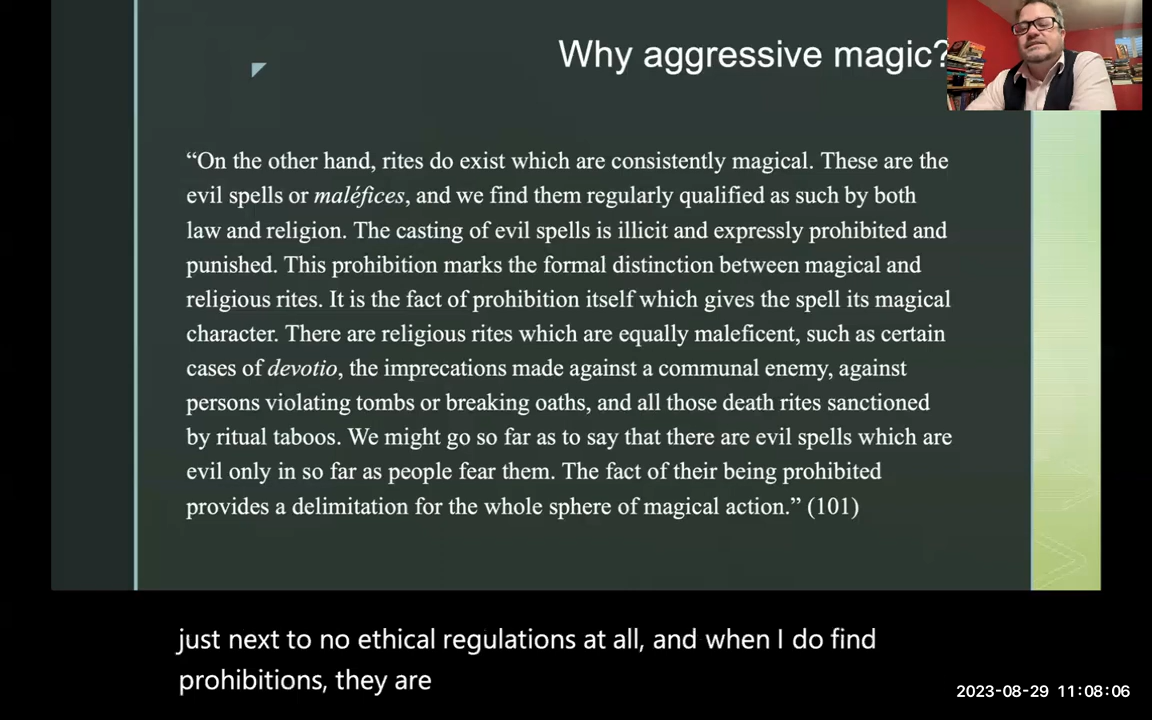 Why aggressive magic?
“On the other hand, rites do exist which are consistently magical. These are the
evil spells or maléfices, and we find them regularly qualified as such by both
law and religion. The casting of evil spells is illicit and expressly prohibited and
punished. This prohibition marks the formal distinction between magical and
religious rites. It is the fact of prohibition itself which gives the spell its magical
character. There are religious rites which are equally maleficent, such as certain
cases of devotio, the imprecations made against a communal enemy, against
persons violating tombs or breaking oaths, and all those death rites sanctioned
by ritual taboos. We might go so far as to say that there are evil spells which are
evil only in so far as people fear them. The fact of their being prohibited
provides a delimitation for the whole sphere of magical action.” (101)
just next to no ethical regulations at all, and when I do find
prohibitions, they are
2023-08-29 11:08:06